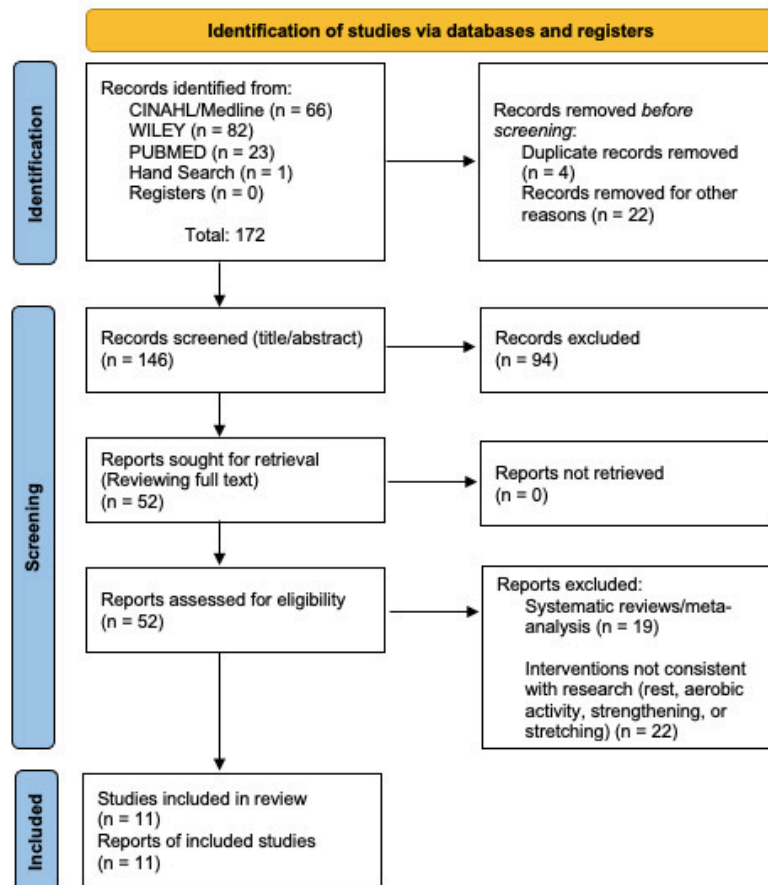 Identification of studies via databases and registers
Identification
Records identified from:
CINAHL/Medline (n = 66)
WILEY (n = 82)
PUBMED (n = 23)
Hand Search (n = 1)
Registers (n = 0)
Total: 172
Records removed before
screening:
Duplicate records removed
(n = 4)
Records removed for other
reasons (n = 22)
Screening
Records screened (title/abstract)
(n = 146)
Records excluded
(n = 94)
Reports sought for retrieval
(Reviewing full text)
(n = 52)
Reports not retrieved
(n = 0)
Reports assessed for eligibility
(n = 52)
Reports excluded:
Systematic reviews/meta-
analysis (n = 19)
Interventions not consistent
with research (rest, aerobic
activity, strengthening, or
stretching) (n = 22)
Included
Studies included in review
(n = 11)
Reports of included studies
(n = 11)